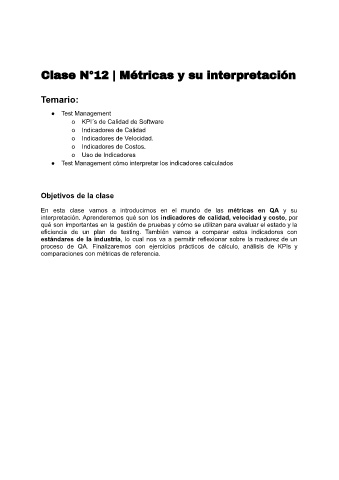 Clase N°12 | Métricas y su interpretación
Temario:
● Test Management
o KPI´s de Calidad de Software
o Indicadores de Calidad
o Indicadores de Velocidad.
o Indicadores de Costos.
o Uso de Indicadores
● Test Management cómo interpretar los indicadores calculados
Objetivos de la clase
En esta clase vamos a introducirnos en el mundo de las métricas en QA y su
interpretación. Aprenderemos qué son los indicadores de calidad, velocidad y costo, por
qué son importantes en la gestión de pruebas y cómo se utilizan para evaluar el estado y la
eficiencia de un plan de testing. También vamos a comparar estos indicadores con
estándares de la industria, lo cual nos va a permitir reflexionar sobre la madurez de un
proceso de QA. Finalizaremos con ejercicios prácticos de cálculo, análisis de KPIs y
comparaciones con métricas de referencia.